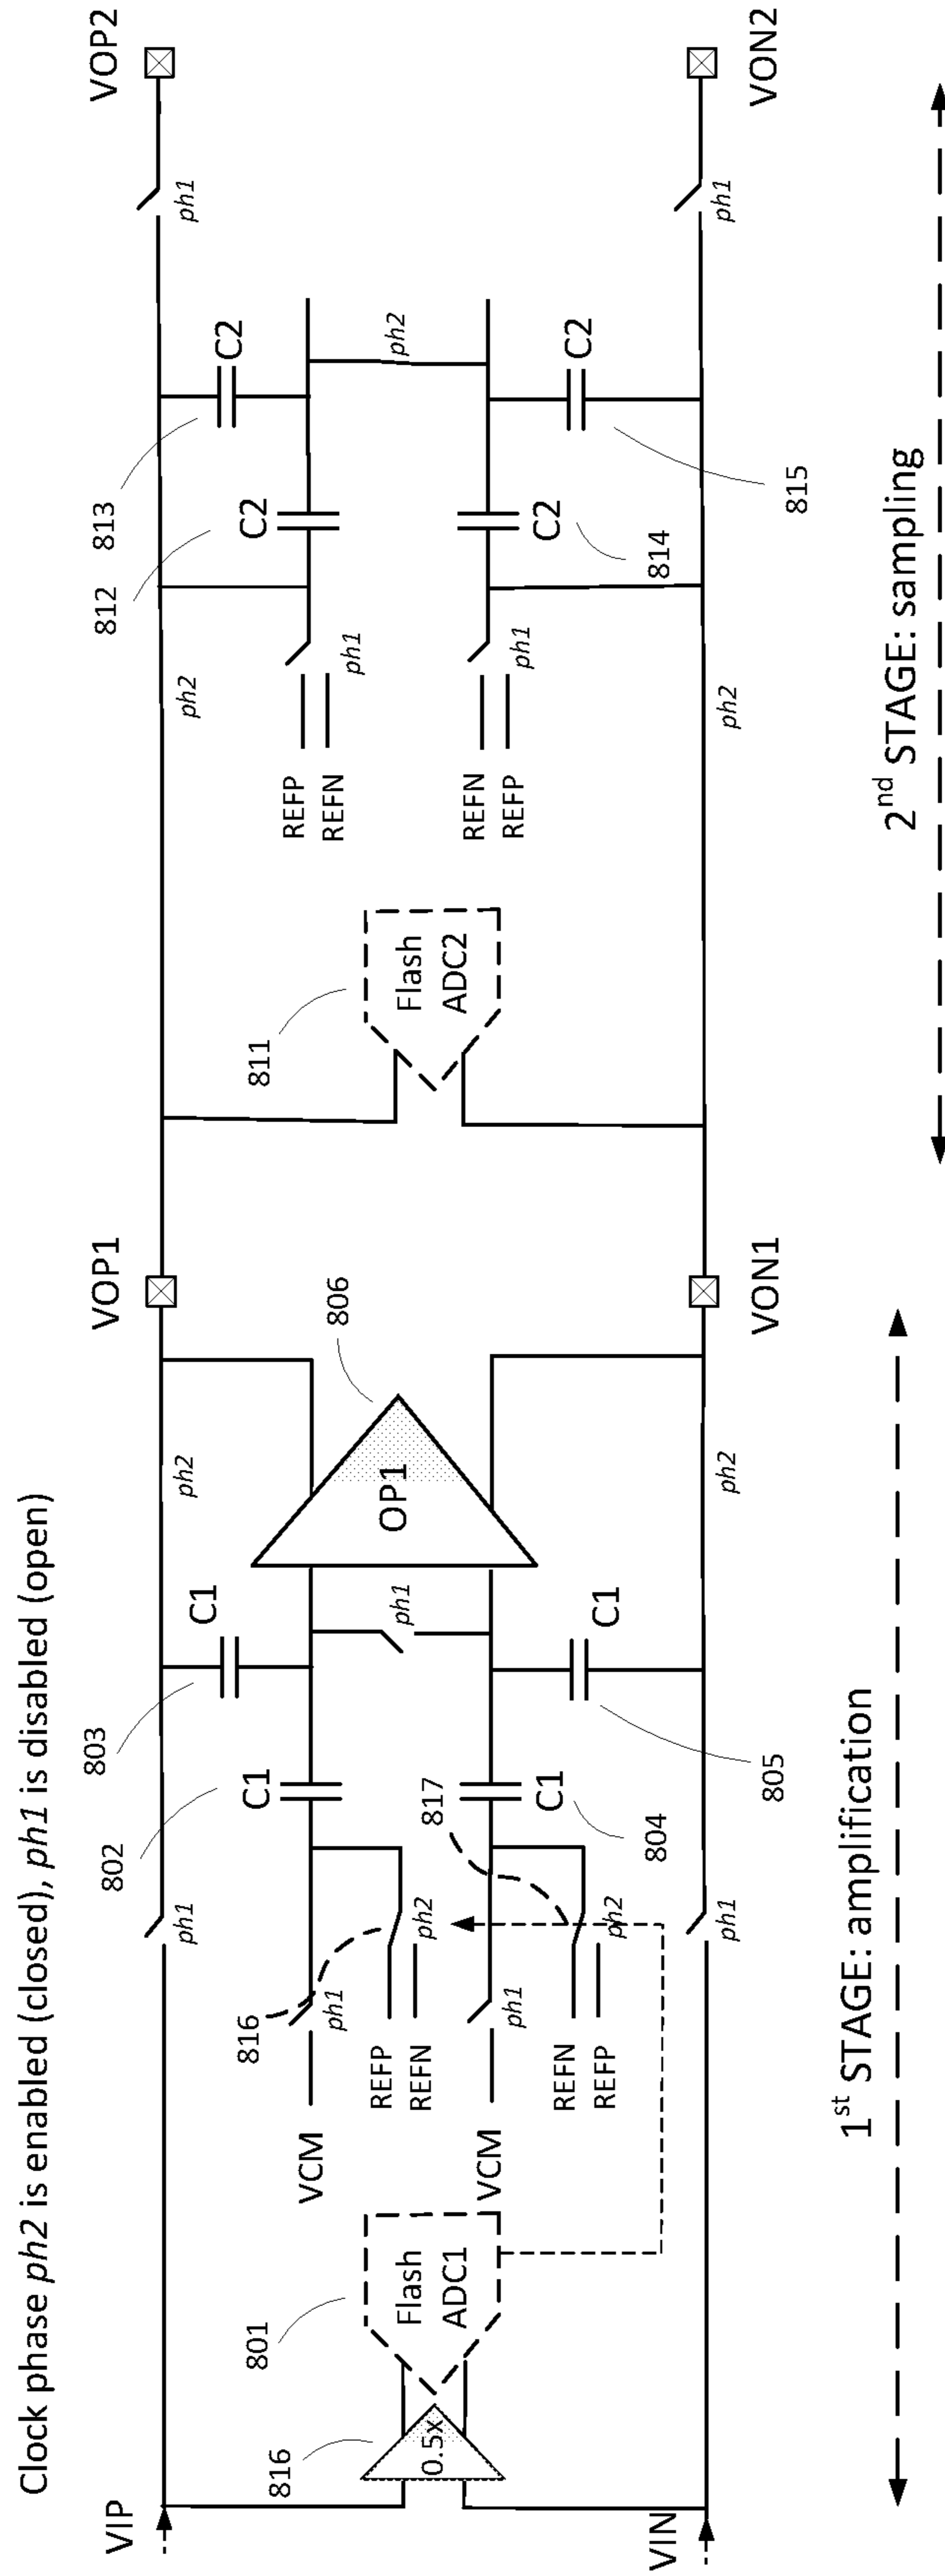 Clock phase ph2 is enabled (closed), ph1 is disabled (open)
VIP
VOP1
VOP2
ph1
ph2
ph2
ph1
802
803
C1
C1
812
813
C2
C2
816
801
816
VCM
ph1
REFP
REFN
ph2
0.5x
Flash
ADC1
ph1
OP1
806
811
Flash
ADC2
REFP
REFN
ph1
ph2
VCM
ph1
817
C1
C1
REFN
REFP
ph2
804
805
REFN
REFP
ph1
C2
C2
814
815
VIN
ph1
ph2
VON1
ph2
ph1
VON2
1st STAGE: amplification
2nd STAGE: sampling